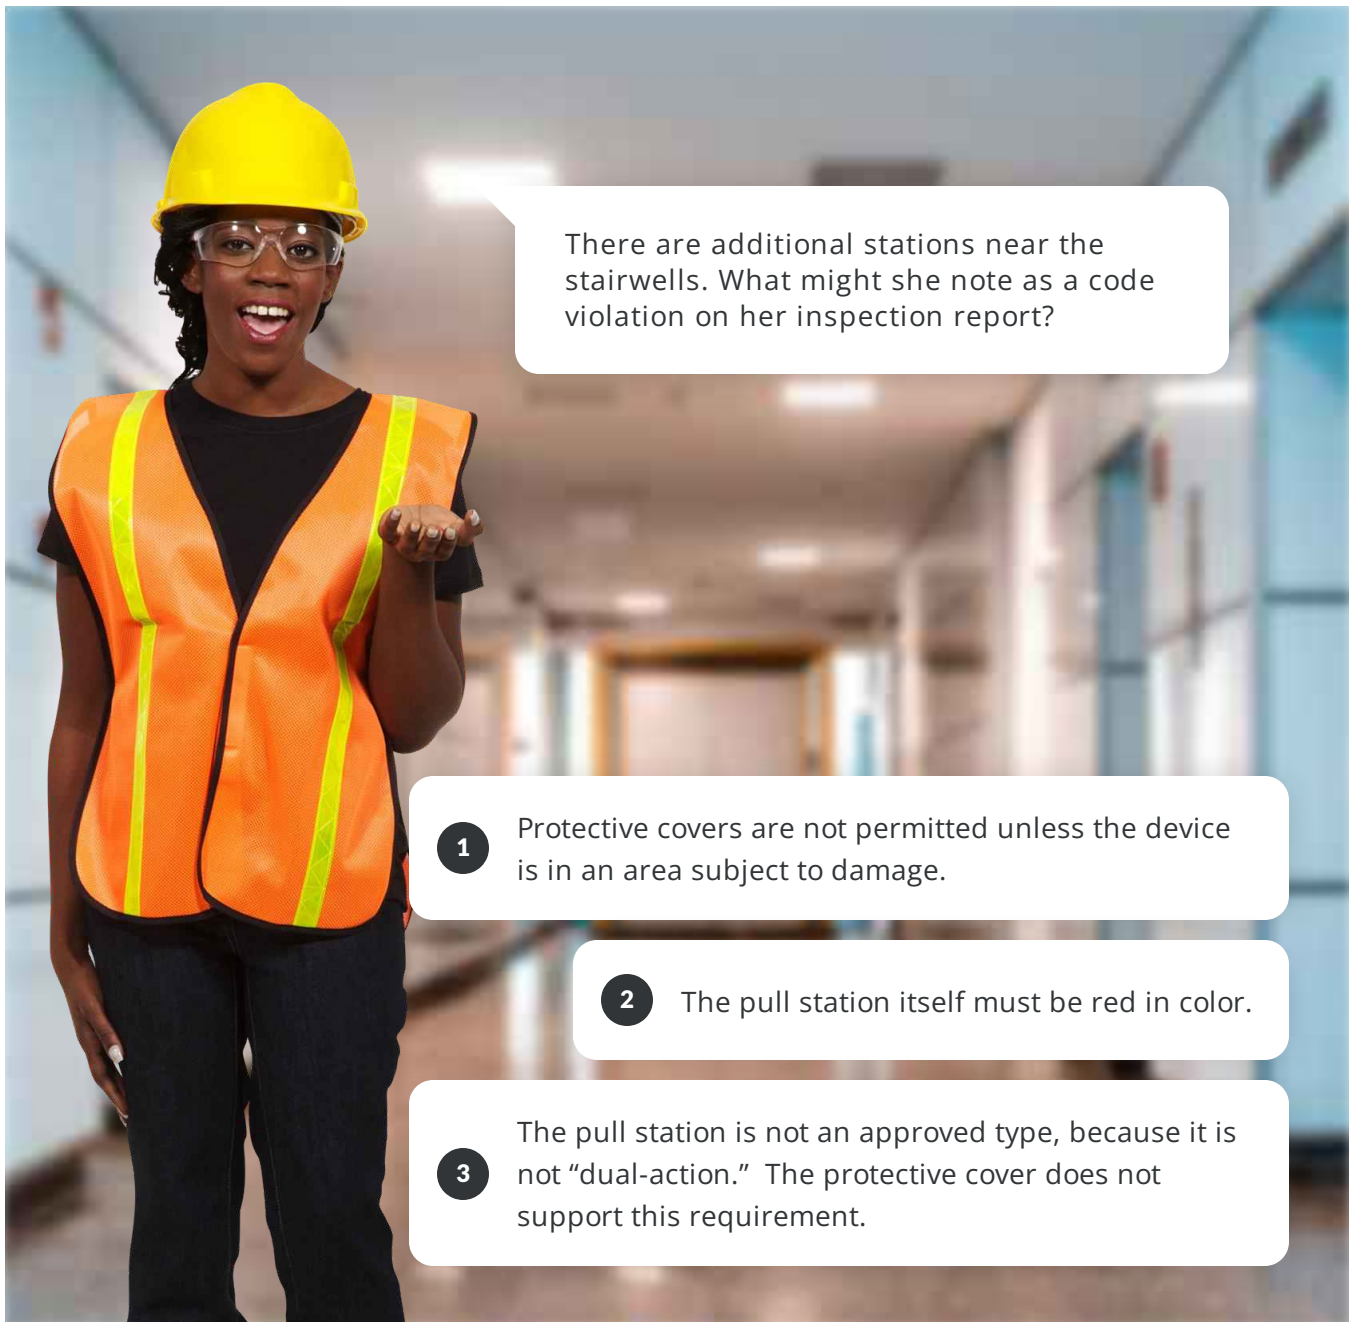 There are additional stations near the
stairwells. What might she note as a code
violation on her inspection report?
1
Protective covers are not permitted unless the device
is in an area subject to damage.
2
The pull station itself must be red in color.
3
The pull station is not an approved type, because it is
not “dual-action.”  The protective cover does not
support this requirement.